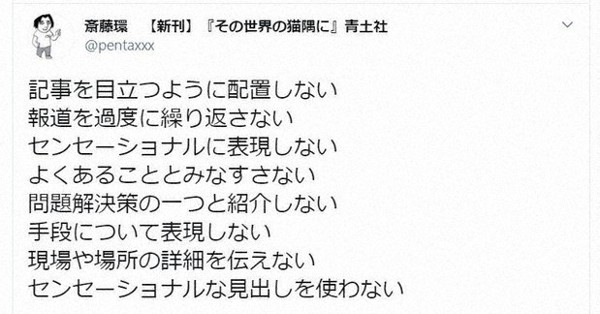 斎藤環　【新刊】『その世界の猫隅に』青土社
@pentaxxx
記事を目立つように配置しない
報道を過度に繰り返さない
センセーショナルに表現しない
よくあることとみなすさない
問題解決策の一つと紹介しない
手段について表現しない
現場や場所の詳細を伝えない
センセーショナルな見出しを使わない